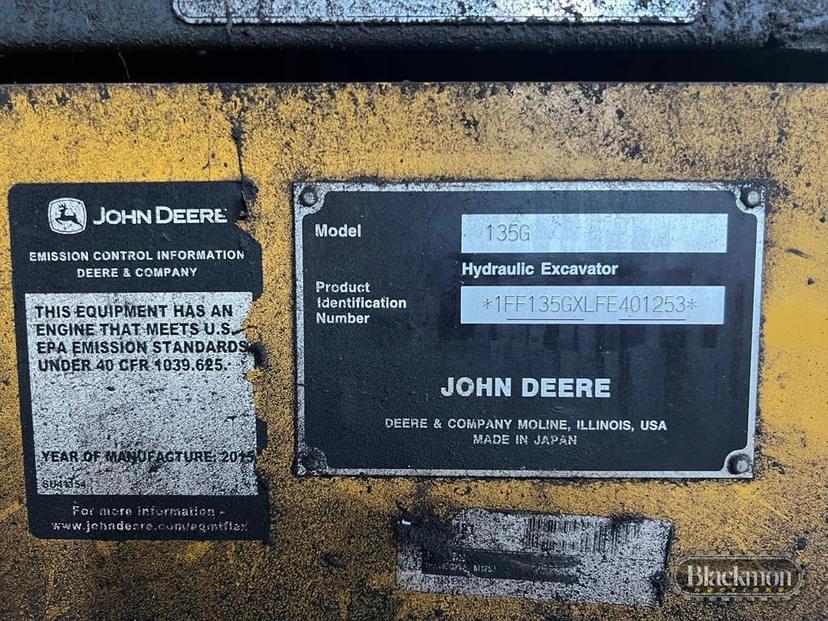 JOHN DEERE
EMISSION CONTROL INFORMATION
DEERE & COMPANY
THIS EQUIPMENT HAS AN
ENGINE THAT MEETS U.S.
EPA EMISSION STANDARDS
UNDER 40 CFR 1039.625.
YEAR OF MANUFACTURE: 2015
For more information -
www.johndeere.com/eqmtflex
Model 135G
Hydraulic Excavator
Product
Identification
Number
*1FF135GXLFE401253*
JOHN DEERE
DEERE & COMPANY MOLINE, ILLINOIS, USA
MADE IN JAPAN
Blackmon
AUCTIONS